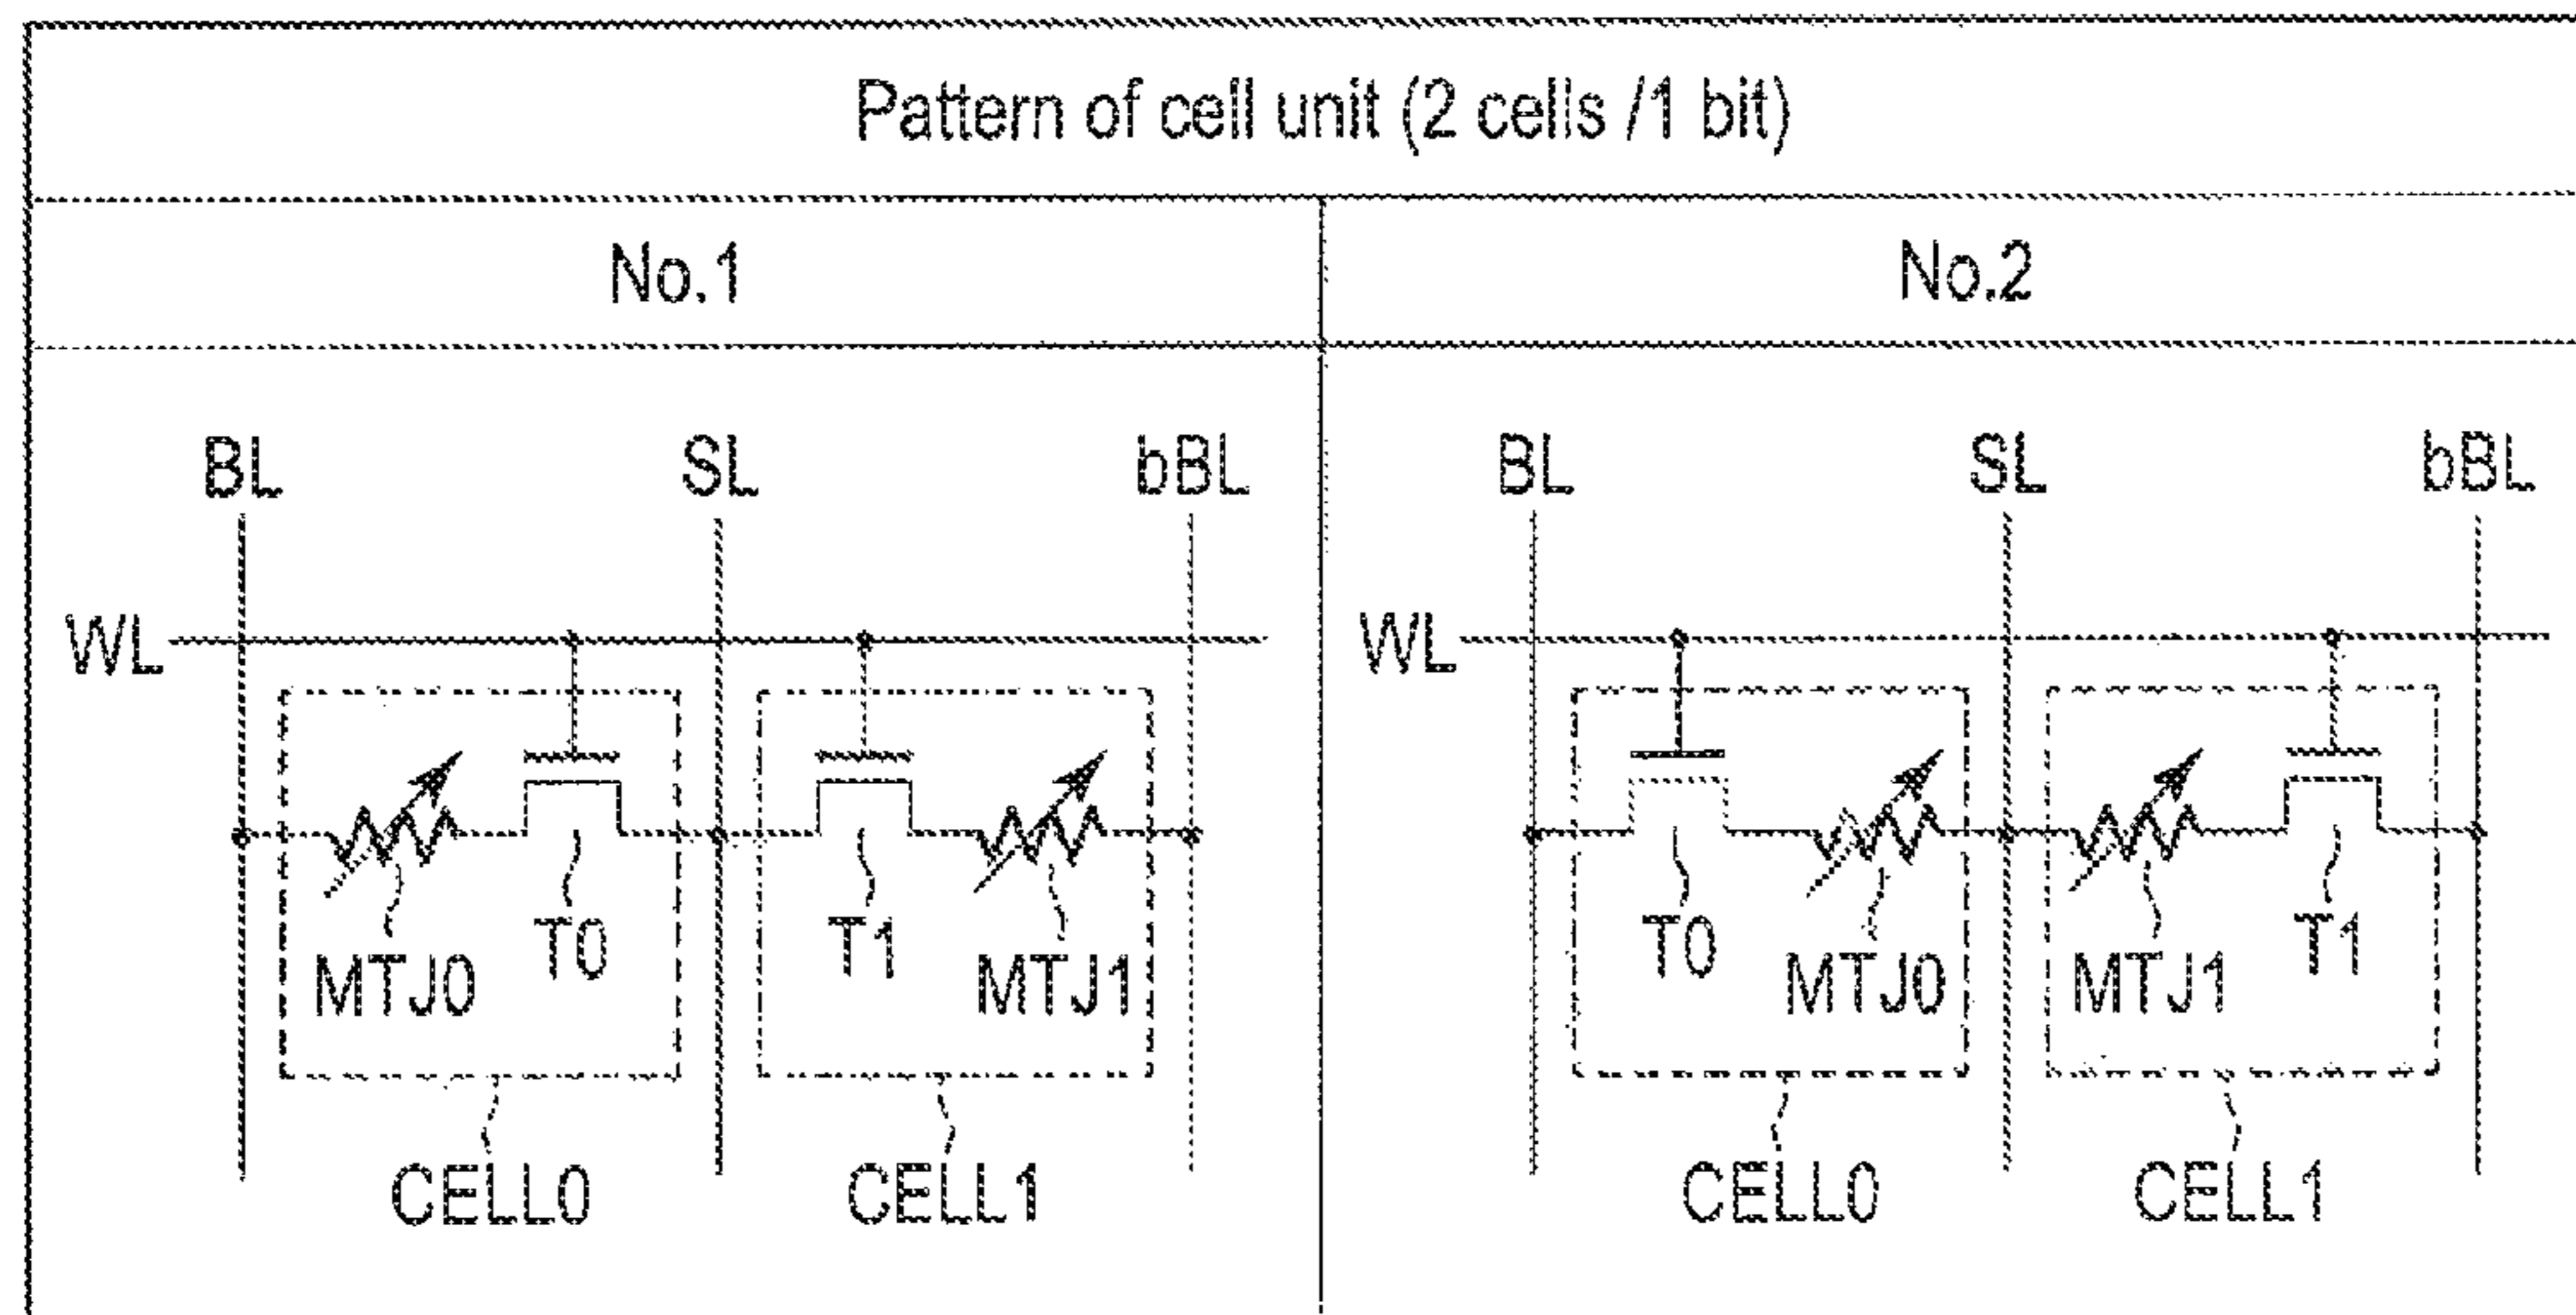 Pattern of cell unit (2 cells /1 bit)
No.1
No.2
BL SL bBL
WL
MTJ0 T0 T1 MTJ1
CELL0 CELL1
BL SL bBL
WL
T0 MTJ0 MTJ1 T1
CELL0 CELL1